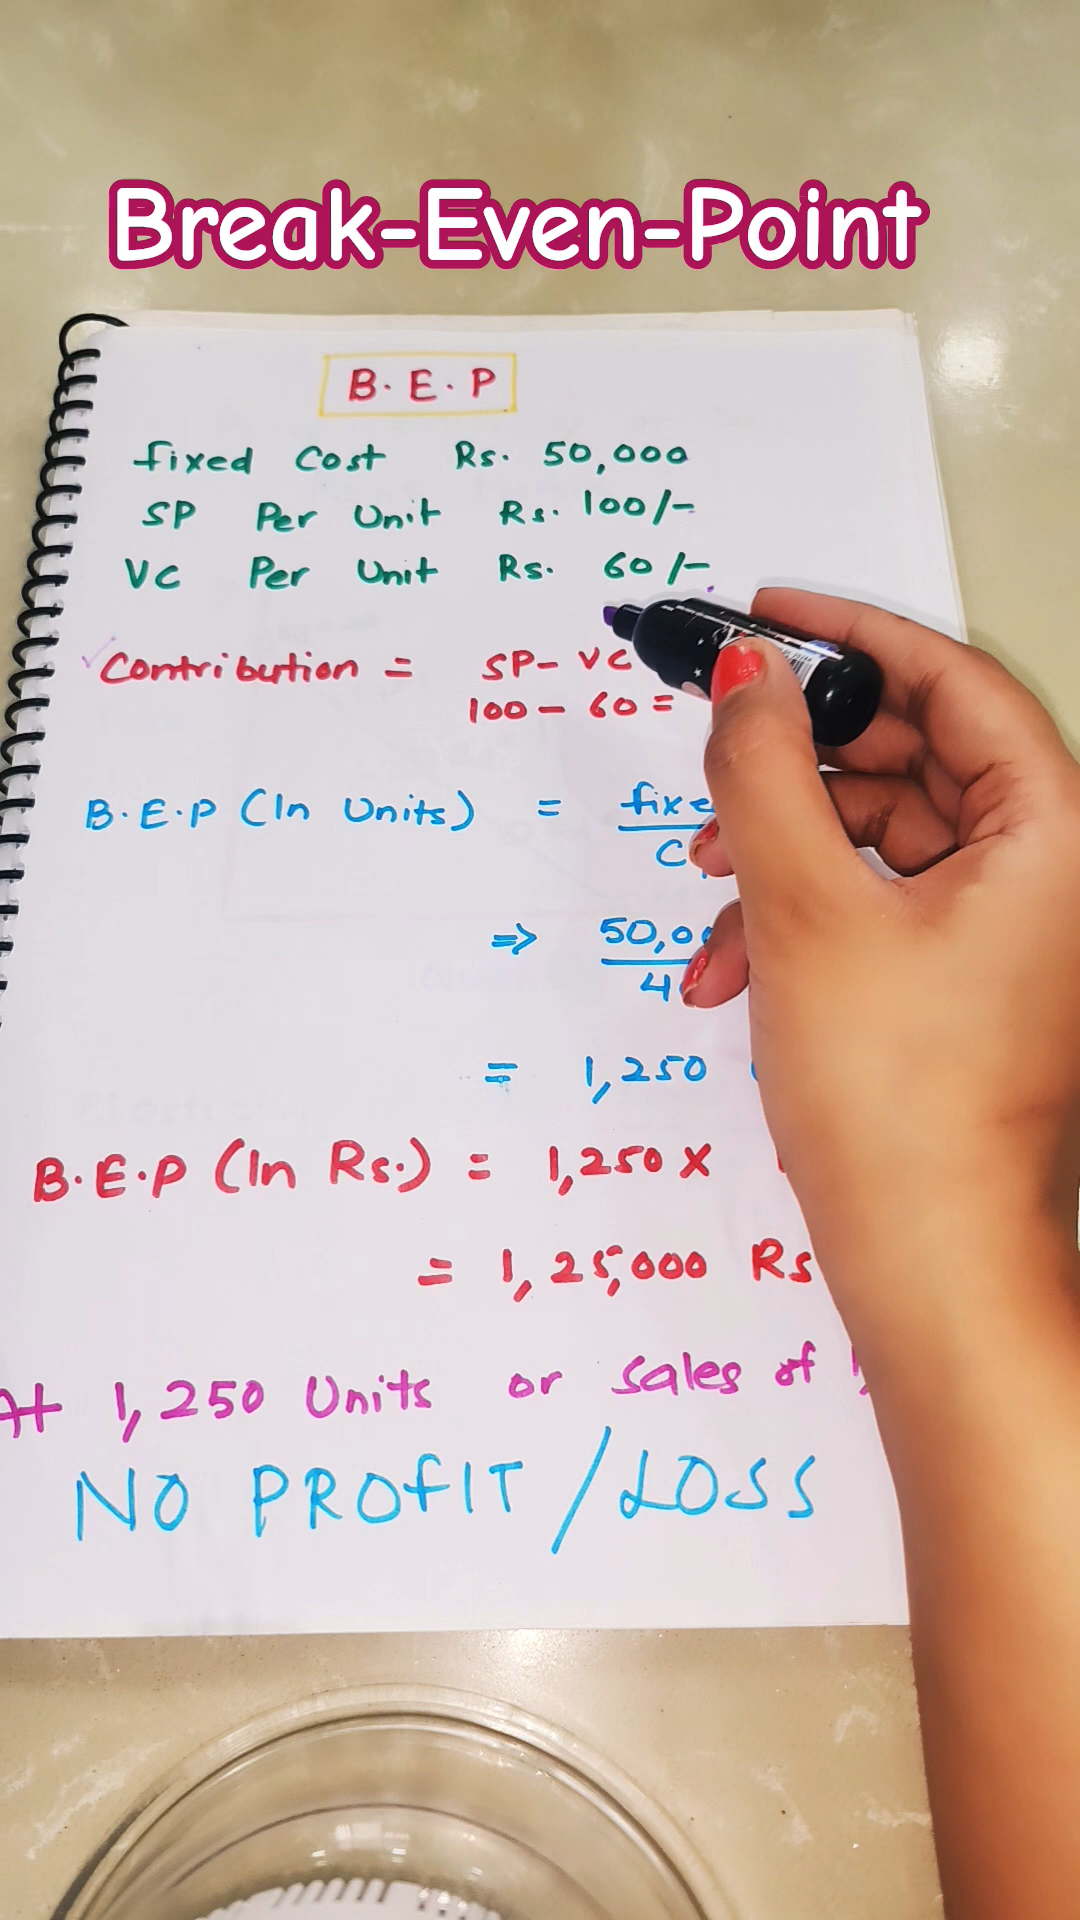 Break-Even-Point
B.E.P
fixed Cost Rs. 50,000
SP Per Unit Rs. 100/-
VC Per Unit Rs. 60/-
Contribution = SP- VC
100 - 60 =
B.E.P (In Units) =
=> 
= 1,250
B.E.P (In Rs.) = 1,250 X
= 1,25,000 Rs
At 1,250 Units or sales of
NO PROfIT / LOSS